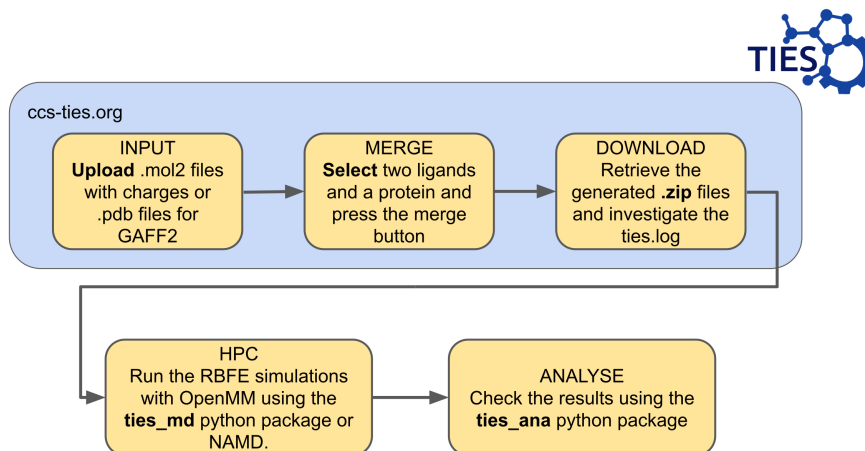 TIES
ccs-ties.org
INPUT
Upload .mol2 files
with charges or
.pdb files for
GAFF2
MERGE
Select two ligands
and a protein and
press the merge
button
DOWNLOAD
Retrieve the
generated .zip files
and investigate the
ties.log
HPC
Run the RBFE simulations
with OpenMM using the
ties_md python package or
NAMD.
ANALYSE
Check the results using the
ties_ana python package